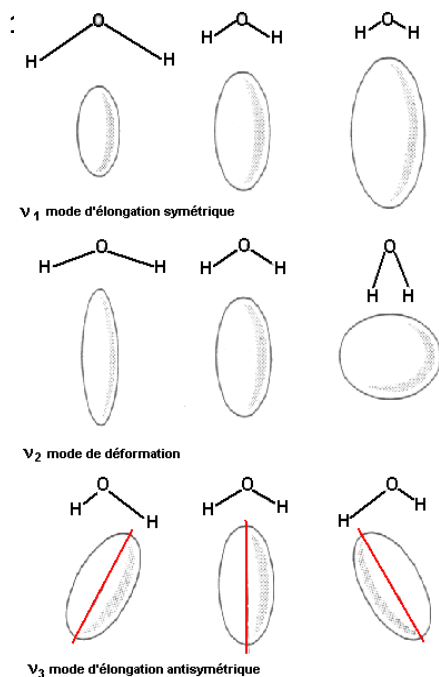 O O O
H H H H H H
ν1 mode d'élongation symétrique
O O O
H H H H H H
ν2 mode de déformation
O O O
H H H H H H
ν3 mode d'élongation antisymétrique